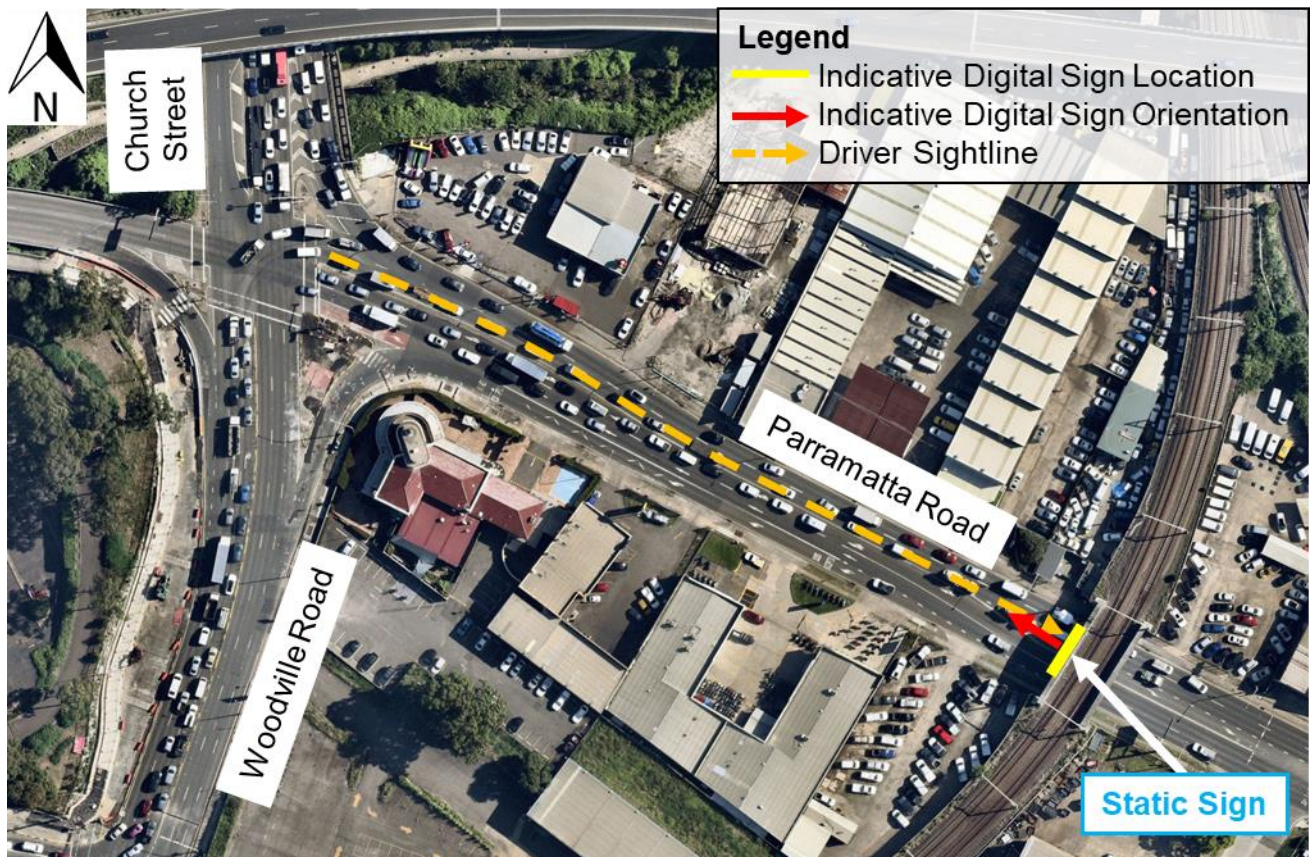 N
Church
Street
Legend
Indicative Digital Sign Location
Indicative Digital Sign Orientation
Driver Sightline
Parramatta Road
Woodville Road
Static Sign